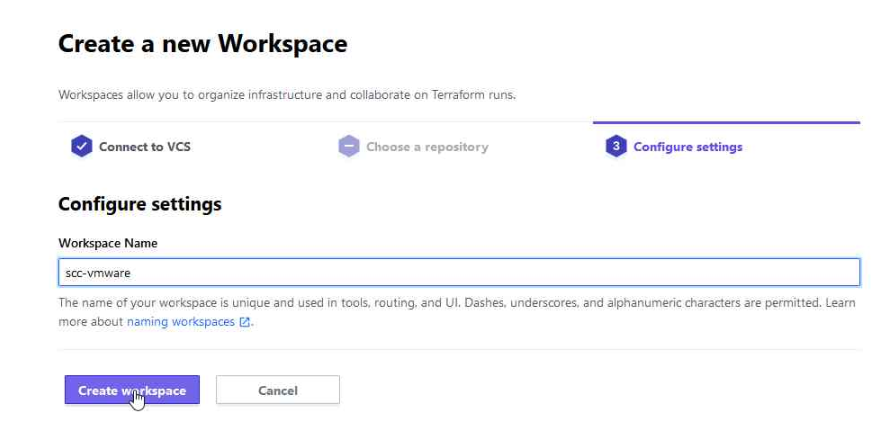 Create a new Workspace
Workspaces allow you to organize infrastructure and collaborate on Terraform runs.
Connect to VCS
Choose a repository
3 Configure settings
Configure settings
Workspace Name
scc-vmware
The name of your workspace is unique and used in tools, routing, and UI. Dashes, underscores, and alphanumeric characters are permitted. Learn
more about naming workspaces.
Create workspace
Cancel